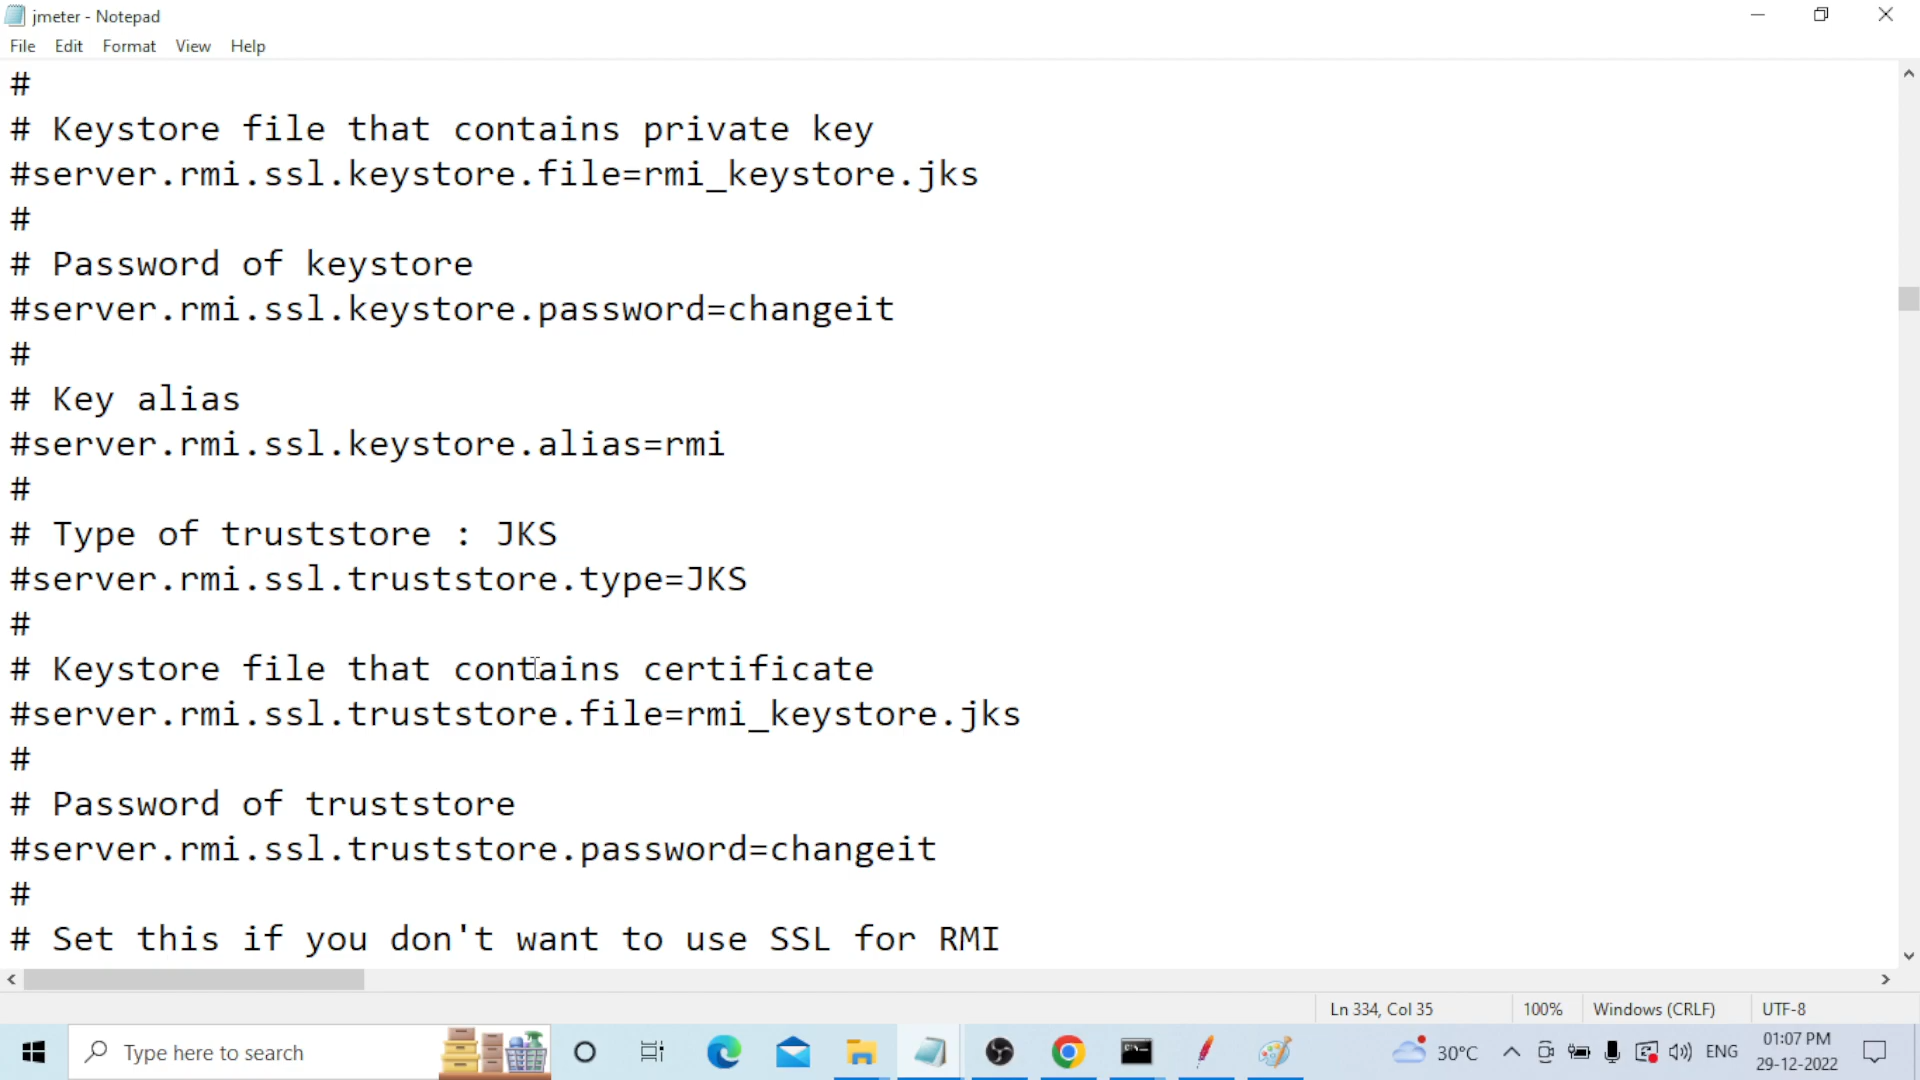 jmeter - Notepad
File Edit Format View Help
#
# Keystore file that contains private key
#server.rmi.ssl.keystore.file=rmi_keystore.jks
#
# Password of keystore
#server.rmi.ssl.keystore.password=changeit
#
# Key alias
#server.rmi.ssl.keystore.alias=rmi
#
# Type of truststore : JKS
#server.rmi.ssl.truststore.type=JKS
#
# Keystore file that contains certificate
#server.rmi.ssl.truststore.file=rmi_keystore.jks
#
# Password of truststore
#server.rmi.ssl.truststore.password=changeit
#
# Set this if you don't want to use SSL for RMI
Ln 334, Col 35 100% Windows (CRLF) UTF-8
Type here to search 30°C ENG 01:07 PM
29-12-2022